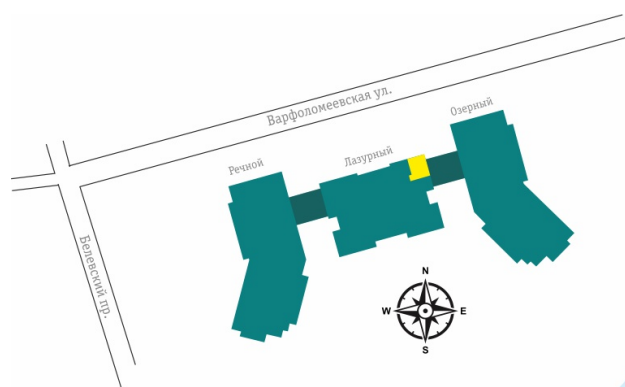 Варфоломеевская ул.
Озерный
Лазурный
Речной
Белевский пр.
N
W E
S